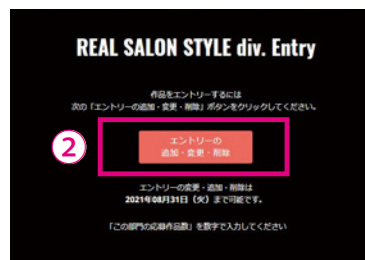 REAL SALON STYLE div. Entry
作品をエントリーするには
次の「エントリーの追加・変更・削除」ボタンをクリックしてください。
2
エントリーの
追加・変更・削除
エントリーの変更・追加・削除は
2021年08月31日（火）まで可能です。
「この部門の応募作品数」を数字で入力してください